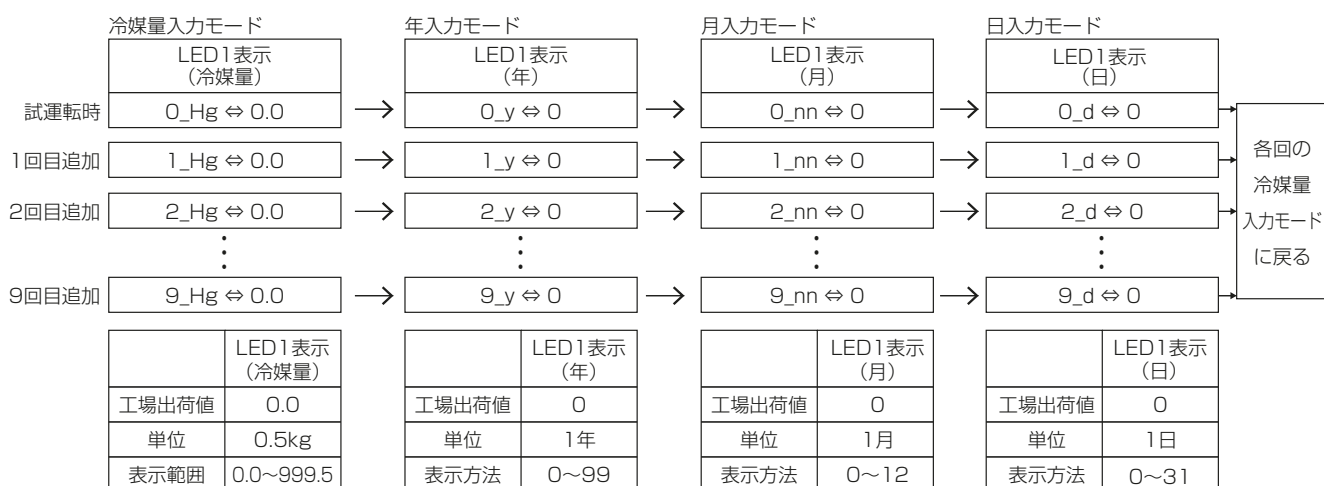 冷媒量入力モード 年入力モード 月入力モード 日入力モード
LED1表示 LED1表示 LED1表示 LED1表示
(冷媒量) (年) (月) (日)
試運転時 0_Hg ⇔ 0.0 → 0_y ⇔ 0 → 0_nn ⇔ 0 → 0_d ⇔ 0
1回目追加 1_Hg ⇔ 0.0 → 1_y ⇔ 0 → 1_nn ⇔ 0 → 1_d ⇔ 0
2回目追加 2_Hg ⇔ 0.0 → 2_y ⇔ 0 → 2_nn ⇔ 0 → 2_d ⇔ 0
9回目追加 9_Hg ⇔ 0.0 → 9_y ⇔ 0 → 9_nn ⇔ 0 → 9_d ⇔ 0
各回の
冷媒量
入力モード
に戻る
LED1表示 LED1表示 LED1表示 LED1表示
(冷媒量) (年) (月) (日)
工場出荷値 0.0 工場出荷値 0 工場出荷値 0 工場出荷値 0
単位 0.5kg 単位 1年 単位 1月 単位 1日
表示範囲 0.0~999.5 表示方法 0~99 表示方法 0~12 表示方法 0~31